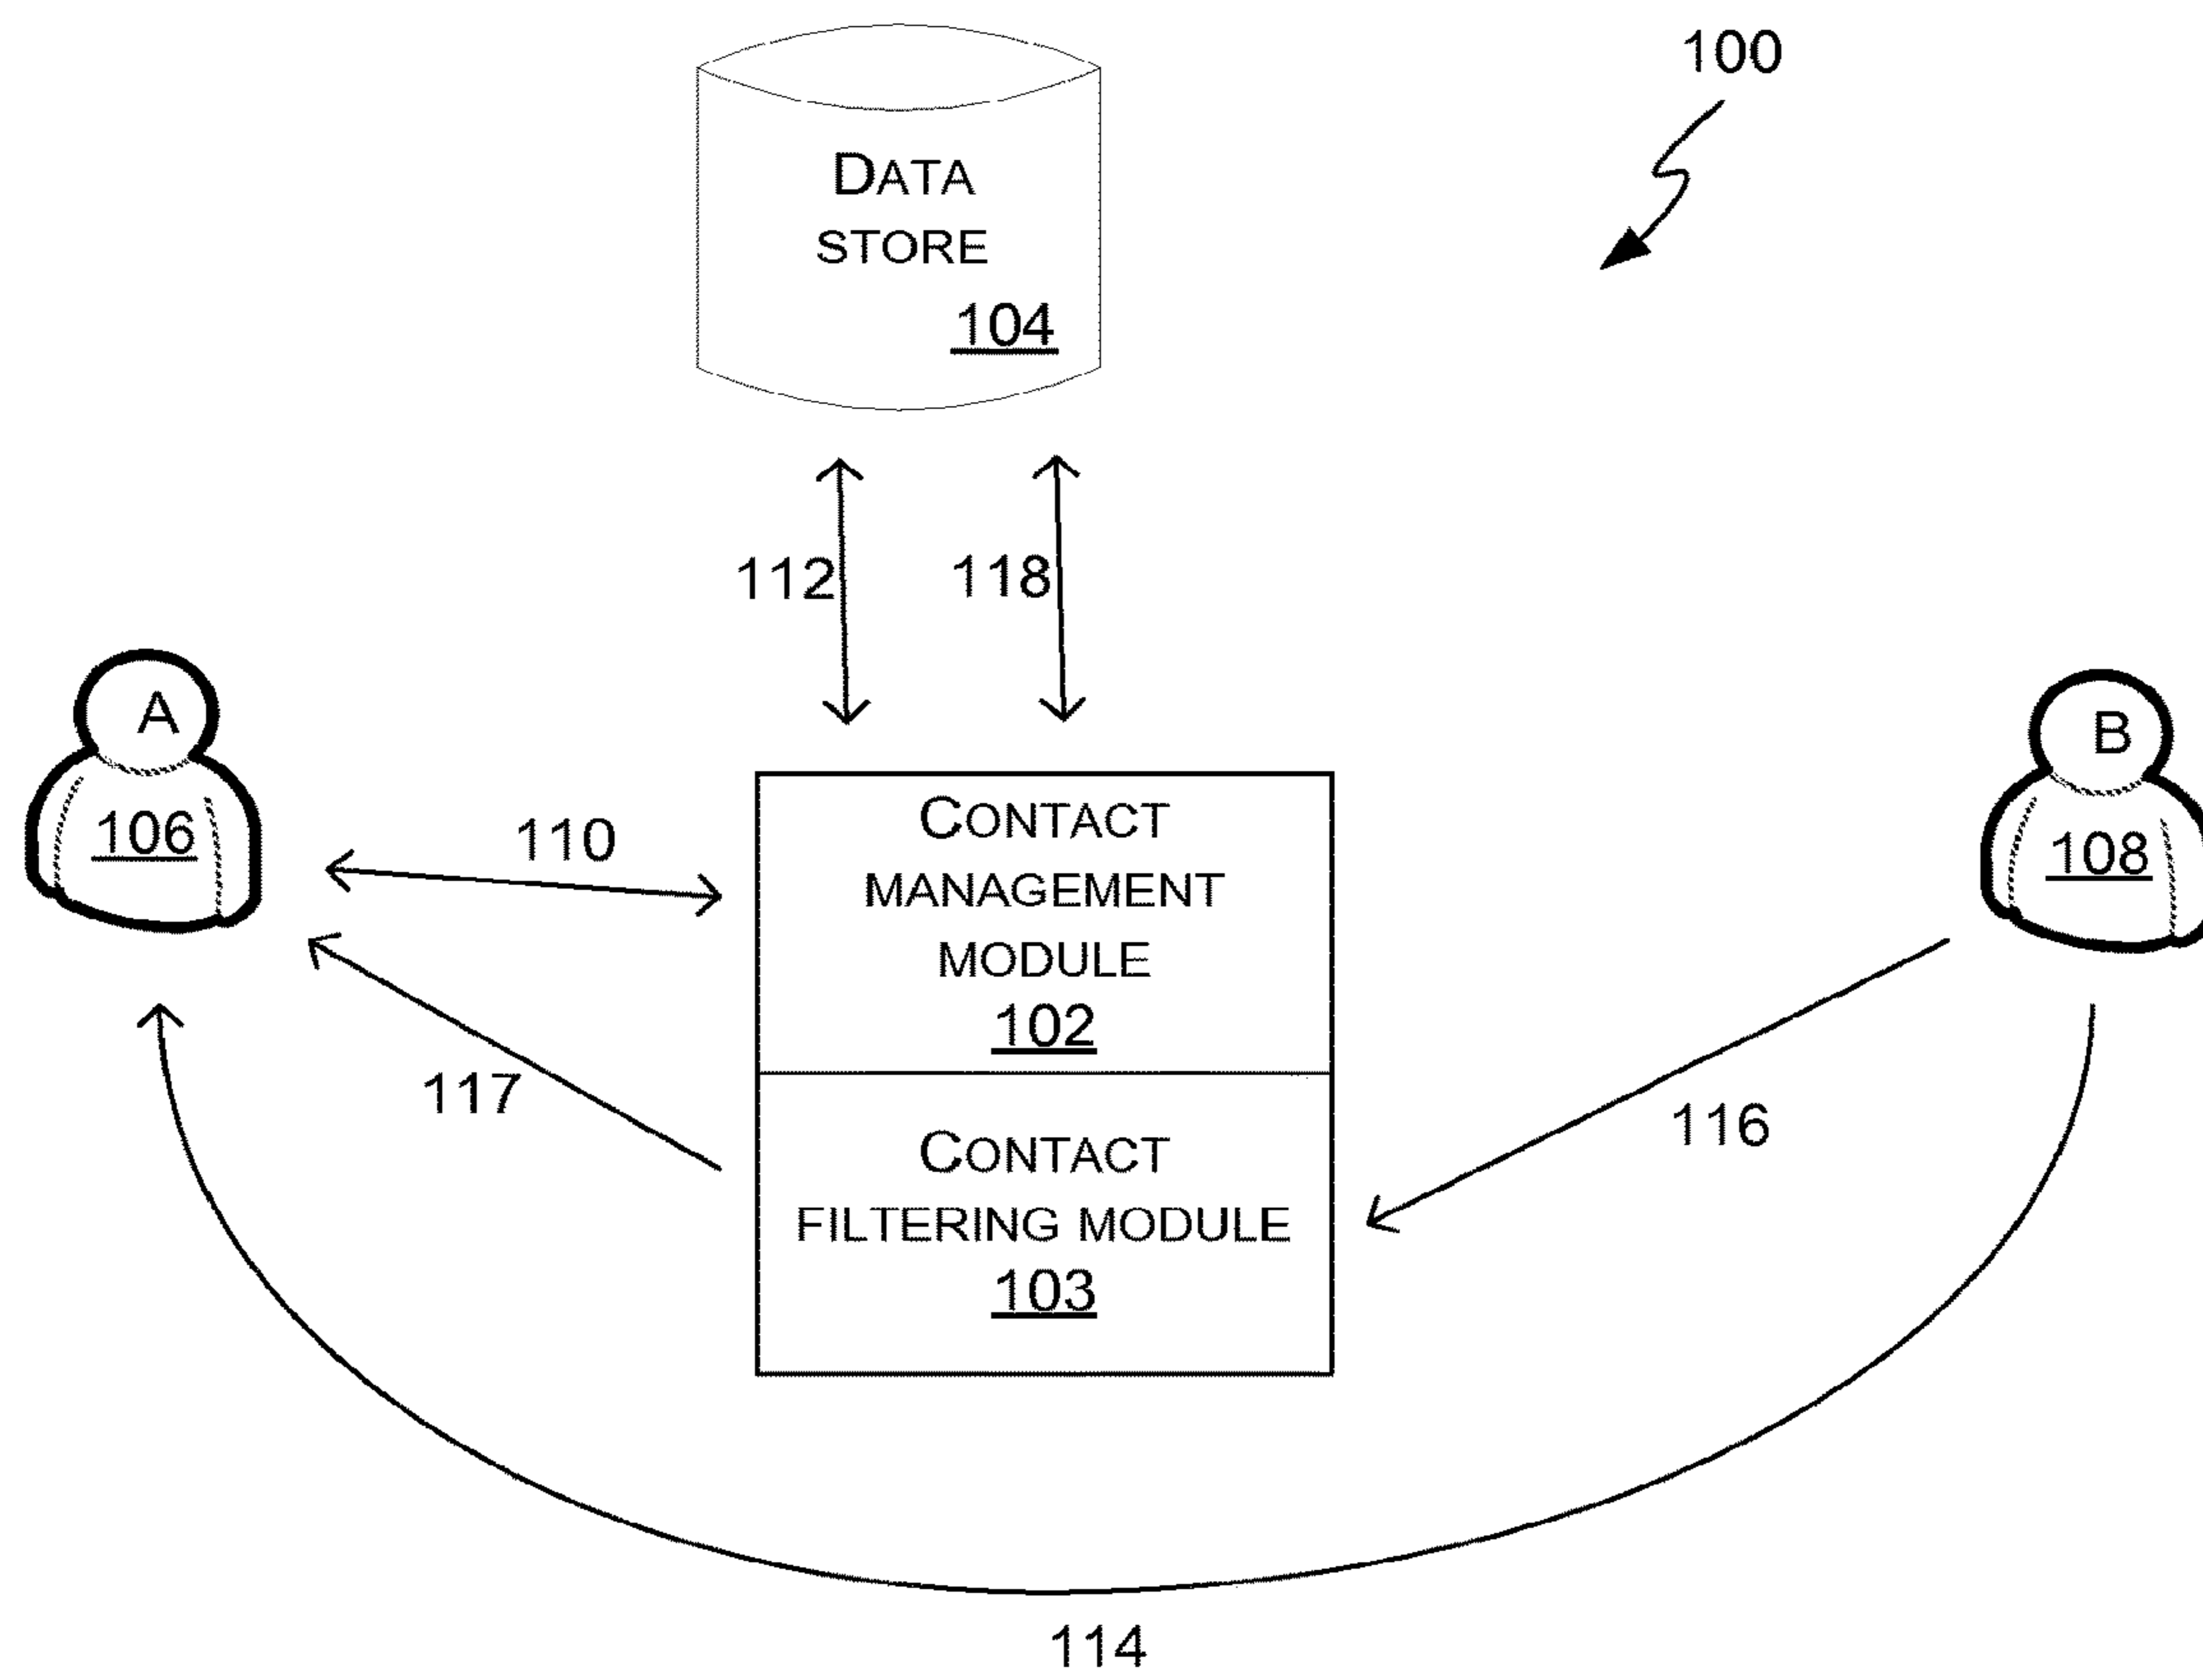 100
DATA
STORE
104
112
118
A
106
B
108
110
CONTACT
MANAGEMENT
MODULE
102
117
116
CONTACT
FILTERING MODULE
103
114